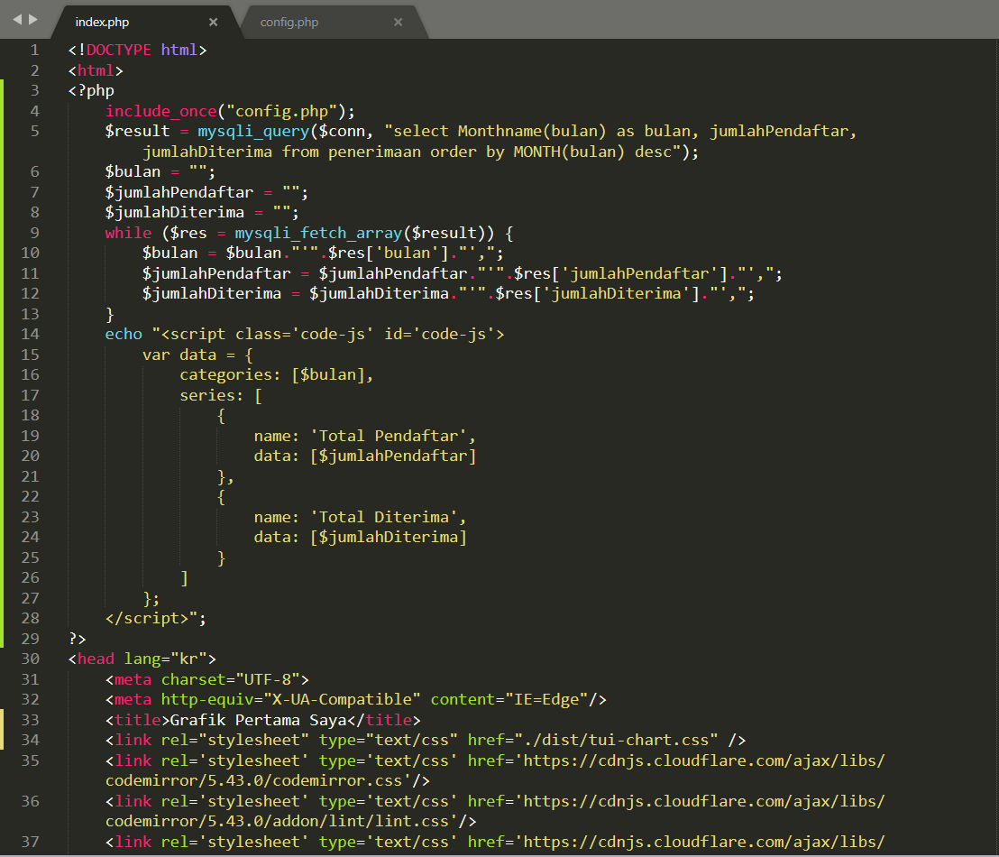 index.php × config.php ×
1 <!DOCTYPE html>
2 <html>
3 <?php
4 include_once("config.php");
5 $result = mysqli_query($conn, "select Monthname(bulan) as bulan, jumlahPendaftar,
jumlahDiterima from penerimaan order by MONTH(bulan) desc");
6 $bulan = "";
7 $jumlahPendaftar = "";
8 $jumlahDiterima = "";
9 while ($res = mysqli_fetch_array($result)) {
10 $bulan = $bulan."'".$res['bulan']."',";
11 $jumlahPendaftar = $jumlahPendaftar."'".$res['jumlahPendaftar']."',";
12 $jumlahDiterima = $jumlahDiterima."'".$res['jumlahDiterima']."',";
13 }
14 echo "<script class='code-js' id='code-js'>
15 var data = {
16 categories: [$bulan],
17 series: [
18 {
19 name: 'Total Pendaftar',
20 data: [$jumlahPendaftar]
21 },
22 {
23 name: 'Total Diterima',
24 data: [$jumlahDiterima]
25 }
26 ]
27 };
28 </script>";
29 ?>
30 <head lang="kr">
31 <meta charset="UTF-8">
32 <meta http-equiv="X-UA-Compatible" content="IE=Edge"/>
33 <title>Grafik Pertama Saya</title>
34 <link rel="stylesheet" type="text/css" href="./dist/tui-chart.css" />
35 <link rel='stylesheet' type='text/css' href='https://cdnjs.cloudflare.com/ajax/libs/
codemirror/5.43.0/codemirror.css'/>
36 <link rel='stylesheet' type='text/css' href='https://cdnjs.cloudflare.com/ajax/libs/
codemirror/5.43.0/addon/lint/lint.css'/>
37 <link rel='stylesheet' type='text/css' href='https://cdnjs.cloudflare.com/ajax/libs/